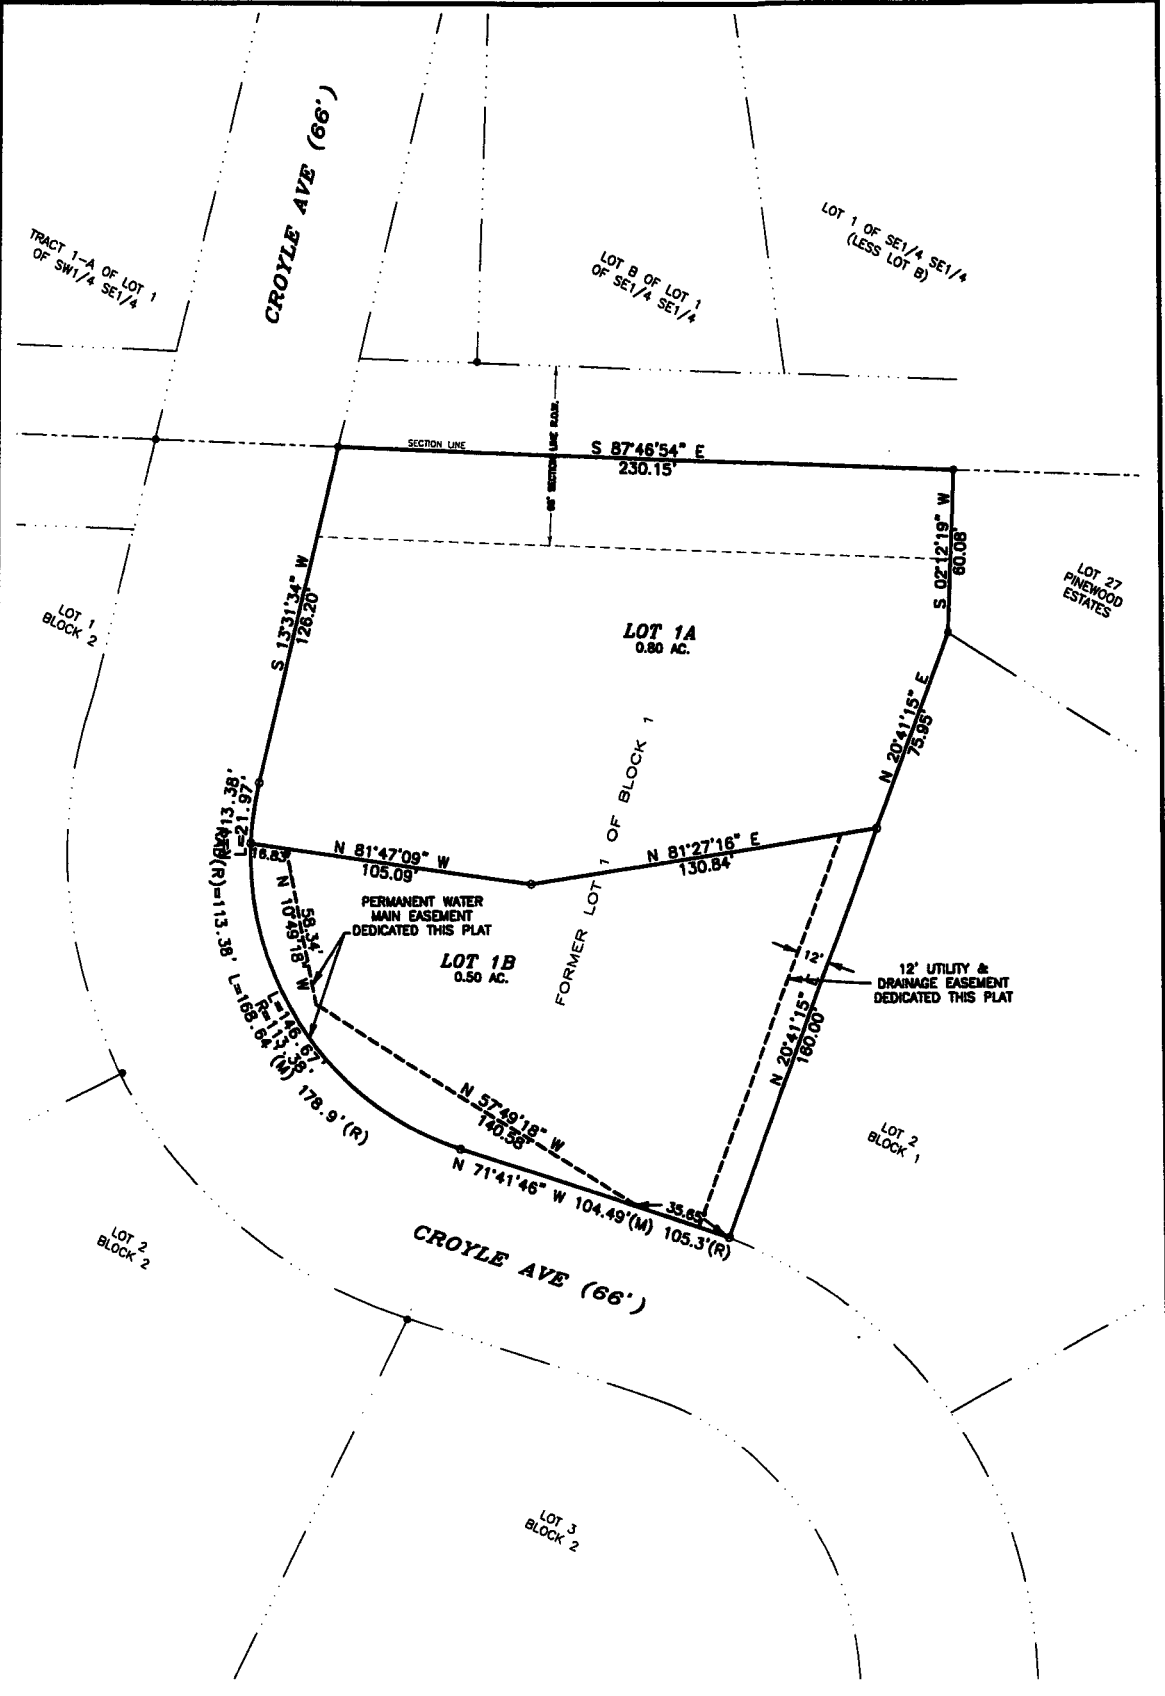 CROYLE AVE (66')
TRACT 1-A OF LOT 1
OF SW1/4 SE1/4
LOT B OF LOT 1
OF SE1/4 SE1/4
LOT 1 OF SE1/4 SE1/4
(LESS LOT B)
SECTION LINE
S 87°46'54" E
230.15'
SECTION LINE R.O.W.
S 02°12'19" W
60.08'
LOT 27
PINEWOOD
ESTATES
LOT 1
BLOCK 2
S 13°31'34" W
126.20'
LOT 1A
0.80 AC.
N 20°41'15" E
75.95'
FORMER LOT 1 OF BLOCK 1
L=21.97'
16.83'
N 81°47'09" W
105.09'
N 81°27'16" E
130.84'
PERMANENT WATER
MAIN EASEMENT
DEDICATED THIS PLAT
58.34'
N 10°49'18" W
LOT 1B
0.50 AC.
12'
12' UTILITY &
DRAINAGE EASEMENT
DEDICATED THIS PLAT
N 20°41'15" E
160.00'
L=146.67'
R=113.38'
(R)=113.38' L=168.64'(M) 178.9'(R)
N 57°49'18" W
140.58'
LOT 2
BLOCK 1
N 71°41'46" W 104.49'(M) 105.3'(R)
35.65'
LOT 2
BLOCK 2
CROYLE AVE (66')
LOT 3
BLOCK 2